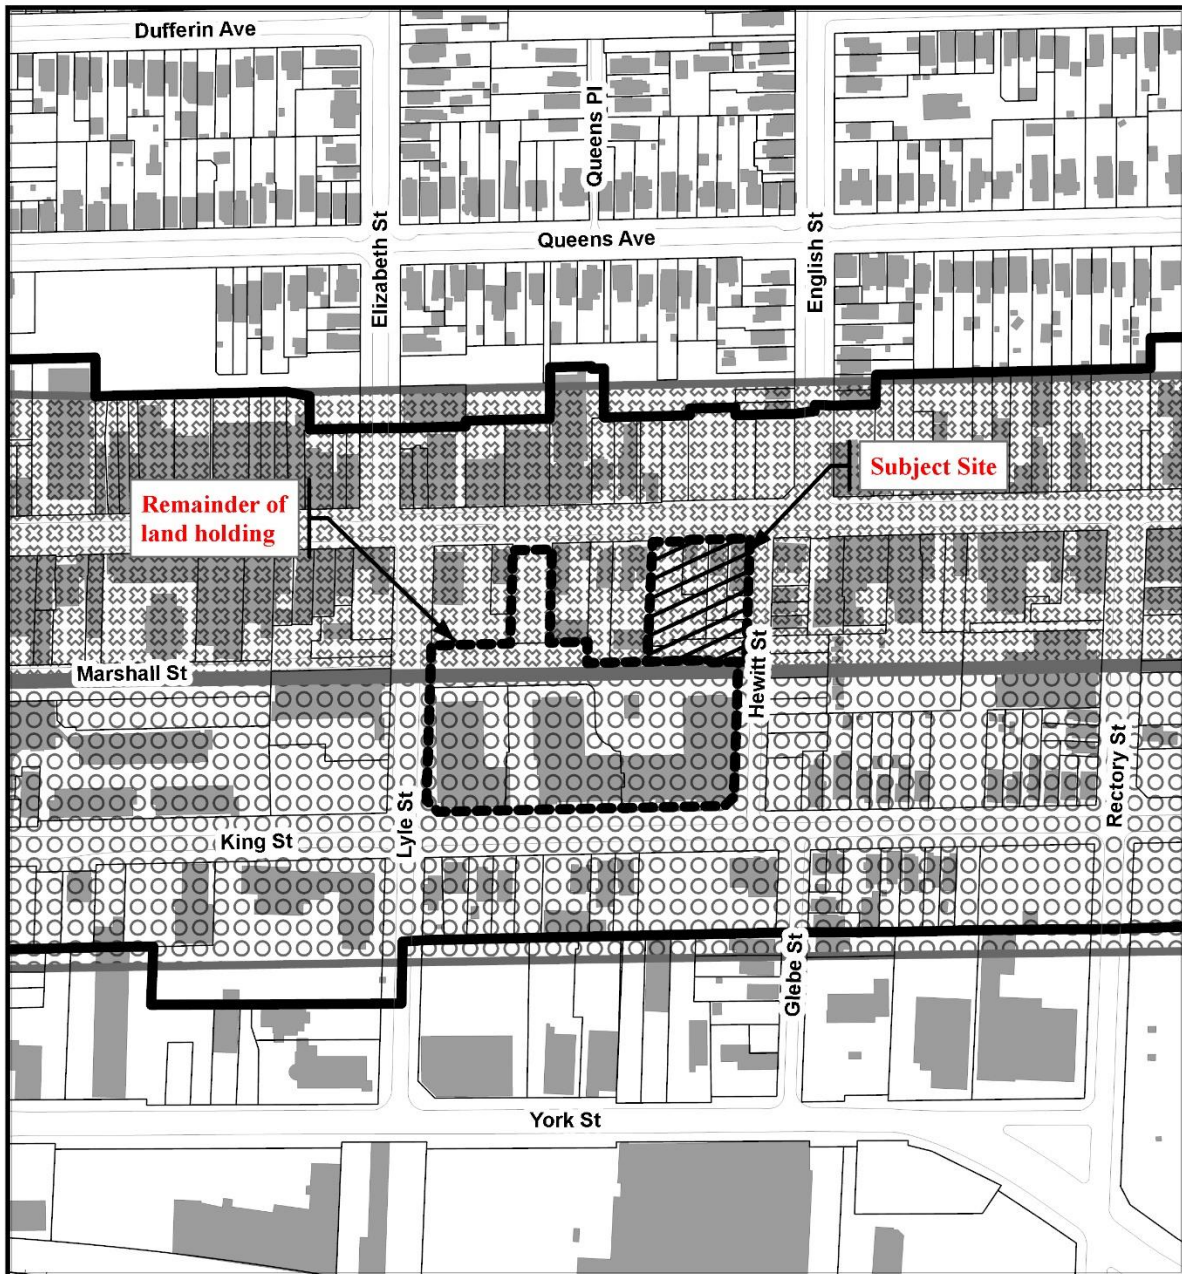 Dufferin Ave
Queens Pl
Elizabeth St
Queens Ave
English St
Subject Site
Remainder of
land holding
Marshall St
Hewitt St
Rectory St
King St
Lyle St
Glebe St
York St